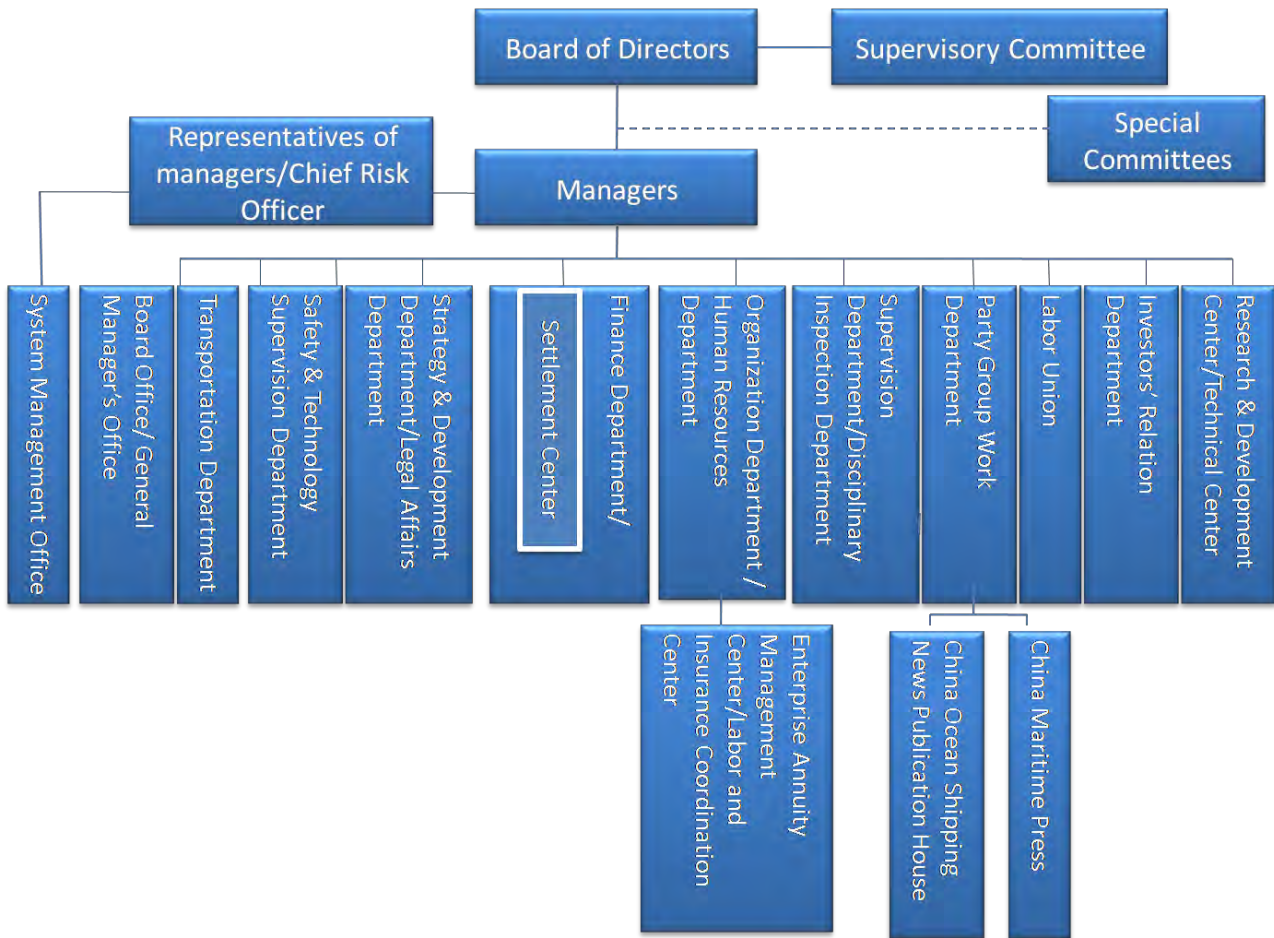 Board of Directors
Supervisory Committee
Special
Committees
Representatives of
managers/Chief Risk
Officer
Managers
System Management Office
Board Office/ General
Manager's Office
Transportation Department
Safety & Technology
Supervision Department
Strategy & Development
Department/Legal Affairs
Department
Finance Department/
Settlement Center
Organization Department /
Human Resources
Department
Supervision
Department/Disciplinary
Inspection Department
Party Group Work
Department
Labor Union
Investors' Relation
Department
Research & Development
Center/Technical Center
Enterprise Annuity
Management
Center/Labor and
Insurance Coordination
Center
China Ocean Shipping
News Publication House
China Maritime Press